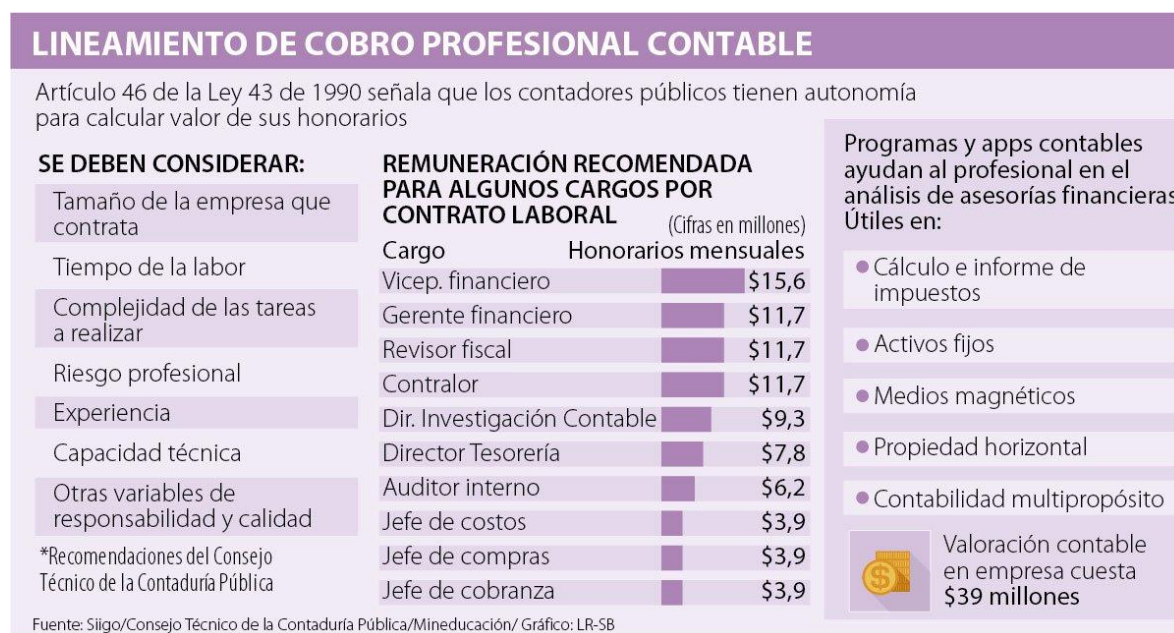 LINEAMIENTO DE COBRO PROFESIONAL CONTABLE
Artículo 46 de la Ley 43 de 1990 señala que los contadores públicos tienen autonomía
para calcular valor de sus honorarios
SE DEBEN CONSIDERAR:
Tamaño de la empresa que
contrata
Tiempo de la labor
Complejidad de las tareas
a realizar
Riesgo profesional
Experiencia
Capacidad técnica
Otras variables de
responsabilidad y calidad
*Recomendaciones del Consejo
Técnico de la Contaduría Pública
REMUNERACIÓN RECOMENDADA
PARA ALGUNOS CARGOS POR
CONTRATO LABORAL (Cifras en millones)
Cargo Honorarios mensuales
Vicep. financiero $15,6
Gerente financiero $11,7
Revisor fiscal $11,7
Contralor $11,7
Dir. Investigación Contable $9,3
Director Tesorería $7,8
Auditor interno $6,2
Jefe de costos $3,9
Jefe de compras $3,9
Jefe de cobranza $3,9
Programas y apps contables
ayudan al profesional en el
análisis de asesorías financieras
Útiles en:
Cálculo e informe de
impuestos
Activos fijos
Medios magnéticos
Propiedad horizontal
Contabilidad multipropósito
$
Valoración contable
en empresa cuesta
$39 millones
Fuente: Siigo/Consejo Técnico de la Contaduría Pública/Mineducación/ Gráfico: LR-SB